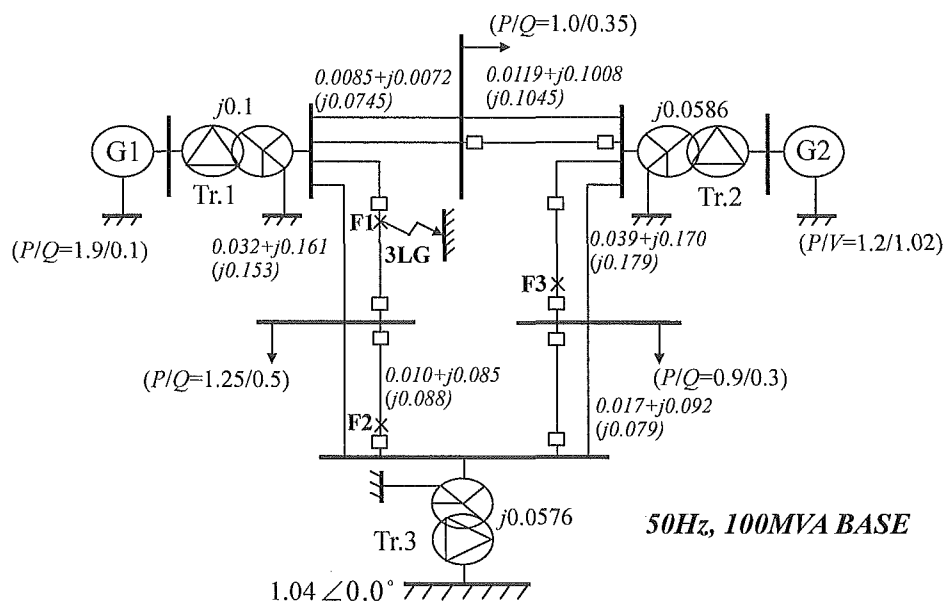 (P/Q=1.0/0.35)
0.0085+j0.0072
(j0.0745)
0.0119+j0.1008
(j0.1045)
j0.1
j0.0586
G1
G2
Tr.1
Tr.2
F1
3LG
(P/Q=1.9/0.1)
0.032+j0.161
(j0.153)
0.039+j0.170
(j0.179)
(P/V=1.2/1.02)
F3
(P/Q=1.25/0.5)
0.010+j0.085
(j0.088)
(P/Q=0.9/0.3)
0.017+j0.092
(j0.079)
F2
j0.0576
Tr.3
50Hz, 100MVA BASE
1.04∠0.0°